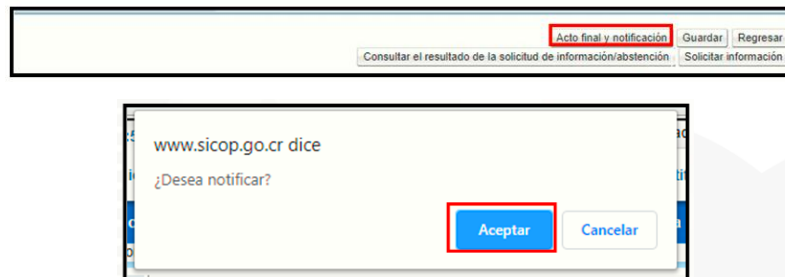 Acto final y notificación Guardar Regresar
Consultar el resultado de la solicitud de información/abstención Solicitar información
www.sicop.go.cr dice
¿Desea notificar?
Aceptar Cancelar